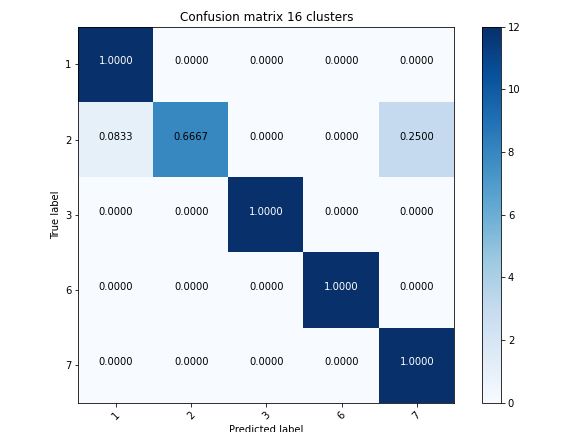 Confusion matrix 16 clusters
12
1 1.0000 0.0000 0.0000 0.0000 0.0000
10
2 0.0833 0.6667 0.0000 0.0000 0.2500
8
True label
3 0.0000 0.0000 1.0000 0.0000 0.0000
6
4
6 0.0000 0.0000 0.0000 1.0000 0.0000
2
7 0.0000 0.0000 0.0000 0.0000 1.0000
0
1 2 3 6 7
Predicted label